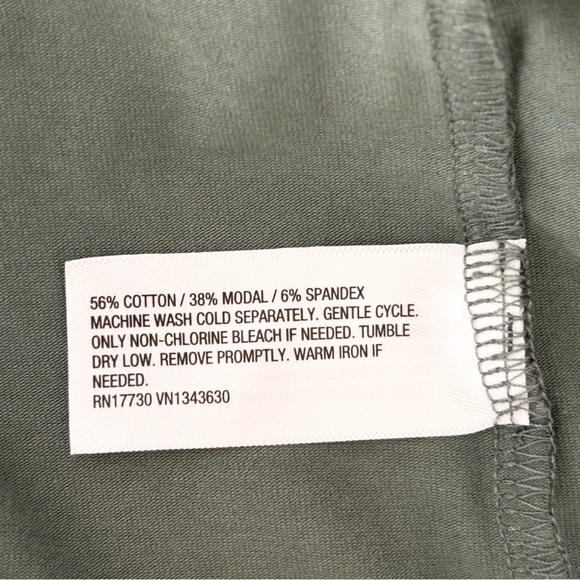 56% COTTON / 38% MODAL / 6% SPANDEX
MACHINE WASH COLD SEPARATELY. GENTLE CYCLE.
ONLY NON-CHLORINE BLEACH IF NEEDED. TUMBLE
DRY LOW. REMOVE PROMPTLY. WARM IRON IF
NEEDED.
RN17730 VN1343630